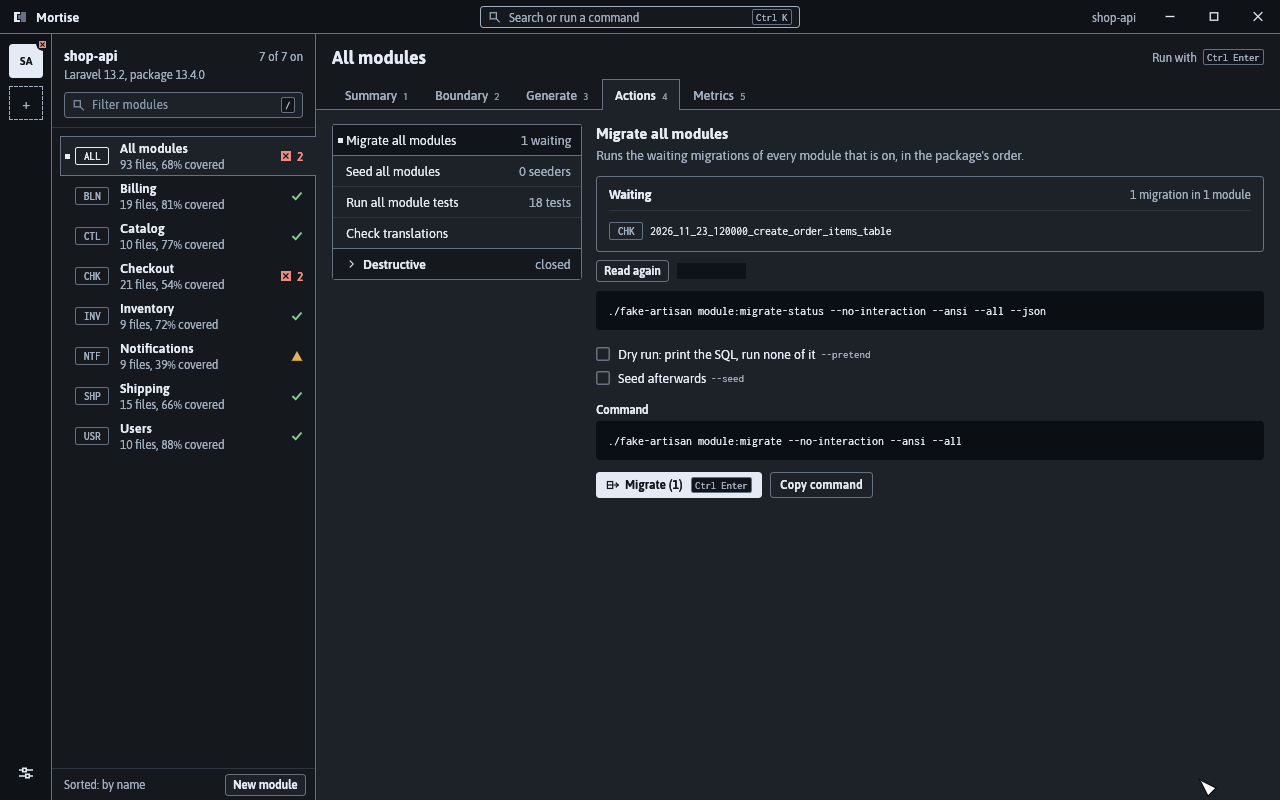 Mortise
Search or run a command
Ctrl K
shop-api
SA
+
shop-api
7 of 7 on
Laravel 13.2, package 13.4.0
Filter modules
/
ALL
All modules
93 files, 68% covered
2
BLN
Billing
19 files, 81% covered
CTL
Catalog
10 files, 77% covered
CHK
Checkout
21 files, 54% covered
2
INV
Inventory
9 files, 72% covered
NTF
Notifications
9 files, 39% covered
SHP
Shipping
15 files, 66% covered
USR
Users
10 files, 88% covered
Sorted: by name
New module
All modules
Run with Ctrl Enter
Summary 1
Boundary 2
Generate 3
Actions 4
Metrics 5
Migrate all modules 1 waiting
Seed all modules 0 seeders
Run all module tests 18 tests
Check translations
Destructive closed
Migrate all modules
Runs the waiting migrations of every module that is on, in the package's order.
Waiting 1 migration in 1 module
CHK 2026_11_23_120000_create_order_items_table
Read again
./fake-artisan module:migrate-status --no-interaction --ansi --all --json
Dry run: print the SQL, run none of it --pretend
Seed afterwards --seed
Command
./fake-artisan module:migrate --no-interaction --ansi --all
Migrate (1) Ctrl Enter
Copy command